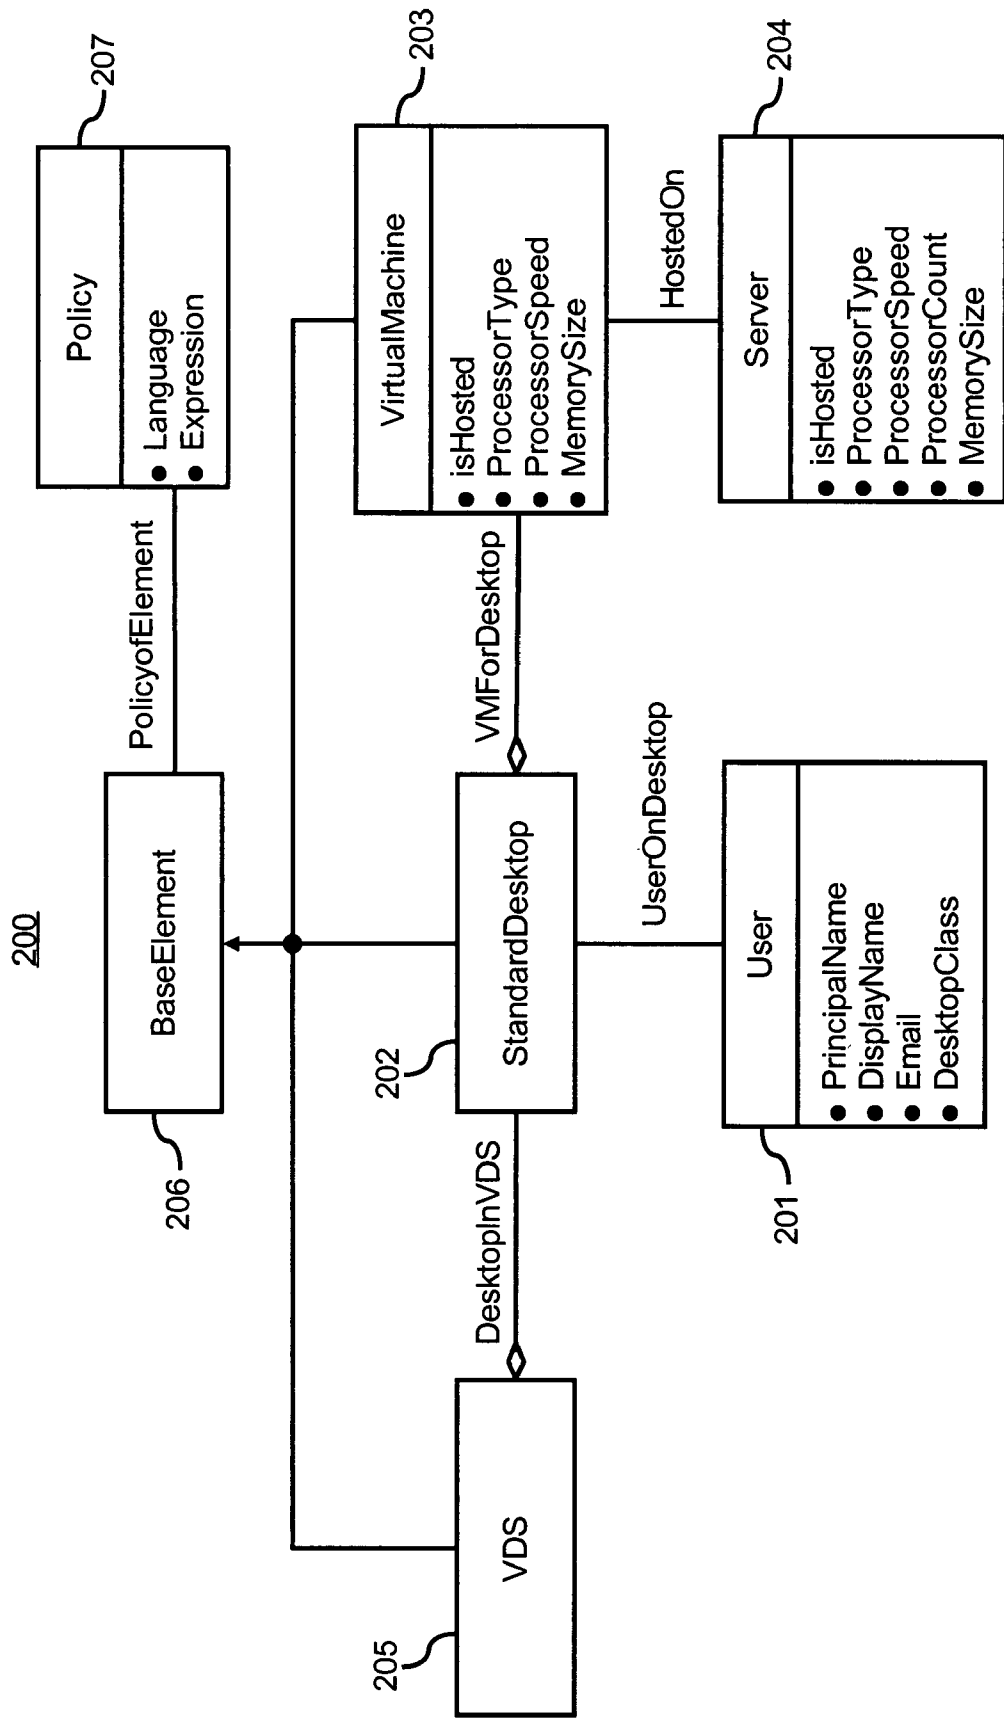 200
206
BaseElement
PolicyofElement
Policy
207
Language
Expression
205
VDS
DesktopInVDS
202
StandardDesktop
VMForDesktop
VirtualMachine
203
isHosted
ProcessorType
ProcessorSpeed
MemorySize
UserOnDesktop
HostedOn
201
User
PrincipalName
DisplayName
Email
DesktopClass
Server
204
isHosted
ProcessorType
ProcessorSpeed
ProcessorCount
MemorySize